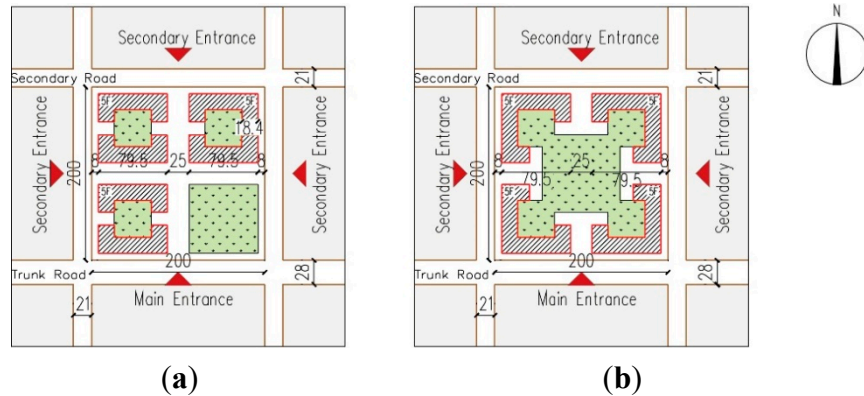 N
Secondary Entrance
Secondary Entrance
Secondary Road
21
Secondary Road
21
5F
5F
5F
5F
18.4
Secondary Entrance
Secondary Entrance
Secondary Entrance
Secondary Entrance
8
79.5
25
79.5
8
8
25
8
79.5
79.5
200
200
5F
5F
5F
200
200
Trunk Road
28
Trunk Road
28
21
Main Entrance
21
Main Entrance
(a)
(b)